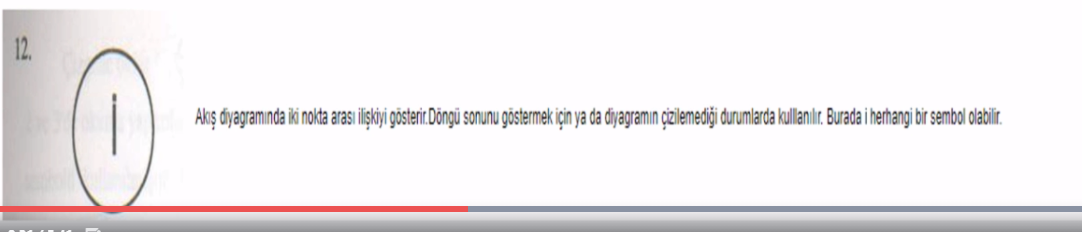 12.
i
Akış diyagramında iki nokta arası ilişkiyi gösterir.Döngü sonunu göstermek için ya da diyagramın çizilemediği durumlarda kulllanılır. Burada i herhangi bir sembol olabilir.